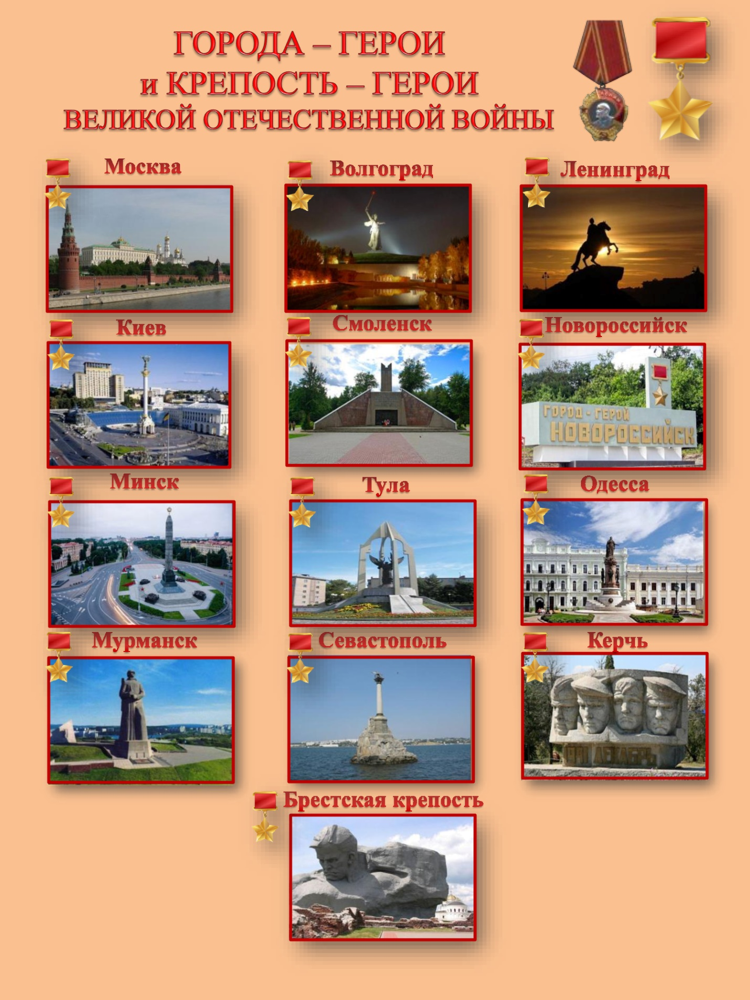 ГОРОДА – ГЕРОИ
и КРЕПОСТЬ – ГЕРОИ
ВЕЛИКОЙ ОТЕЧЕСТВЕННОЙ ВОЙНЫ
Москва
Волгоград
Ленинград
Киев
Смоленск
Новороссийск
ГОРОД - ГЕРОЙ
НОВОРОССИЙСК
Минск
Тула
Одесса
Мурманск
Севастополь
Керчь
1941 ДЕКАБРЬ
Брестская крепость